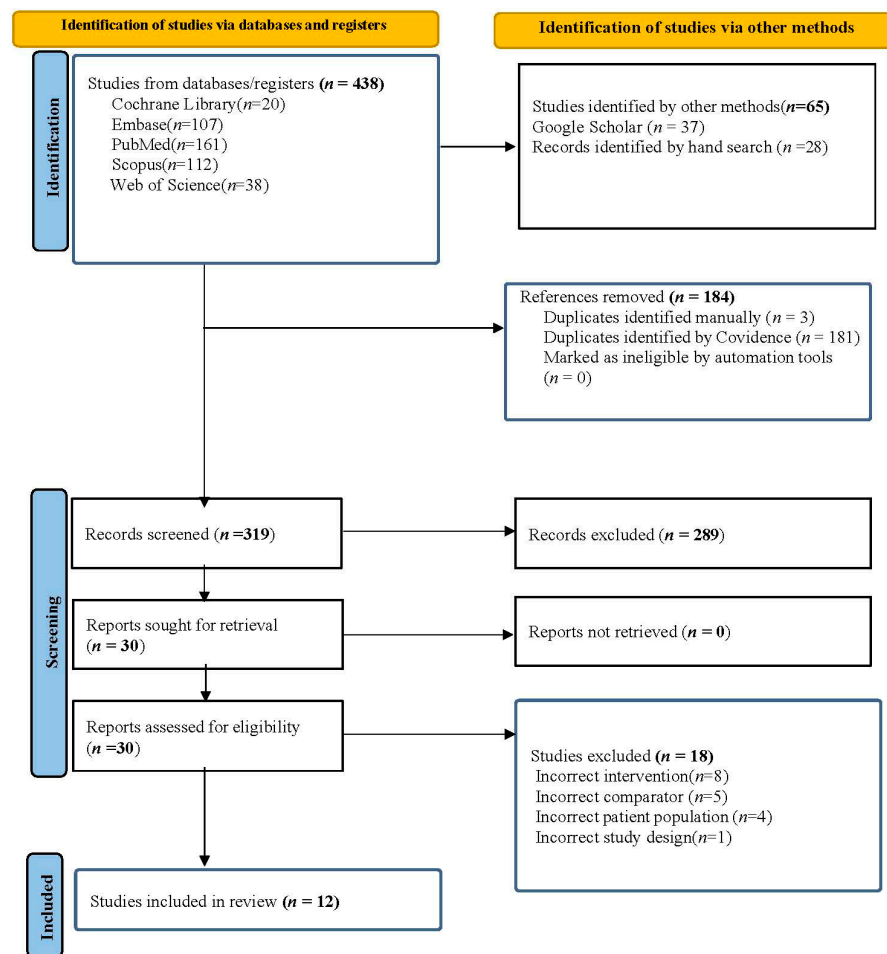 Identification of studies via databases and registers
Identification of studies via other methods
Identification
Studies from databases/registers (n = 438)
Cochrane Library(n=20)
Embase(n=107)
PubMed(n=161)
Scopus(n=112)
Web of Science(n=38)
Studies identified by other methods(n=65)
Google Scholar (n = 37)
Records identified by hand search (n =28)
References removed (n = 184)
Duplicates identified manually (n = 3)
Duplicates identified by Covidence (n = 181)
Marked as ineligible by automation tools
(n = 0)
Screening
Records screened (n =319)
Records excluded (n = 289)
Reports sought for retrieval
(n = 30)
Reports not retrieved (n = 0)
Reports assessed for eligibility
(n =30)
Studies excluded (n = 18)
Incorrect intervention(n=8)
Incorrect comparator (n=5)
Incorrect patient population (n=4)
Incorrect study design(n=1)
Included
Studies included in review (n = 12)